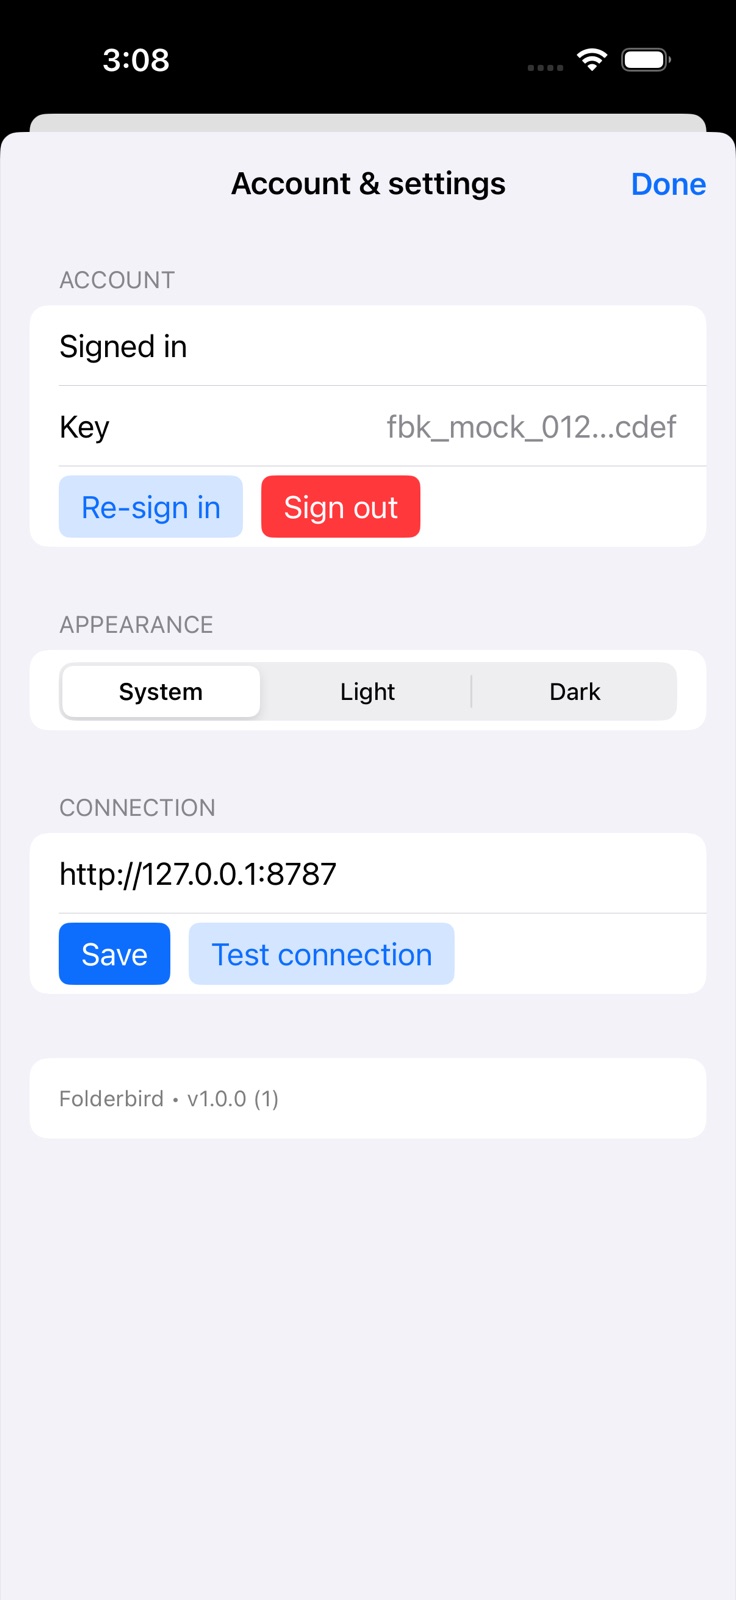 3:08
Account & settings
Done
ACCOUNT
Signed in
Key
fbk_mock_012...cdef
Re-sign in
Sign out
APPEARANCE
System
Light
Dark
CONNECTION
http://127.0.0.1:8787
Save
Test connection
Folderbird • v1.0.0 (1)